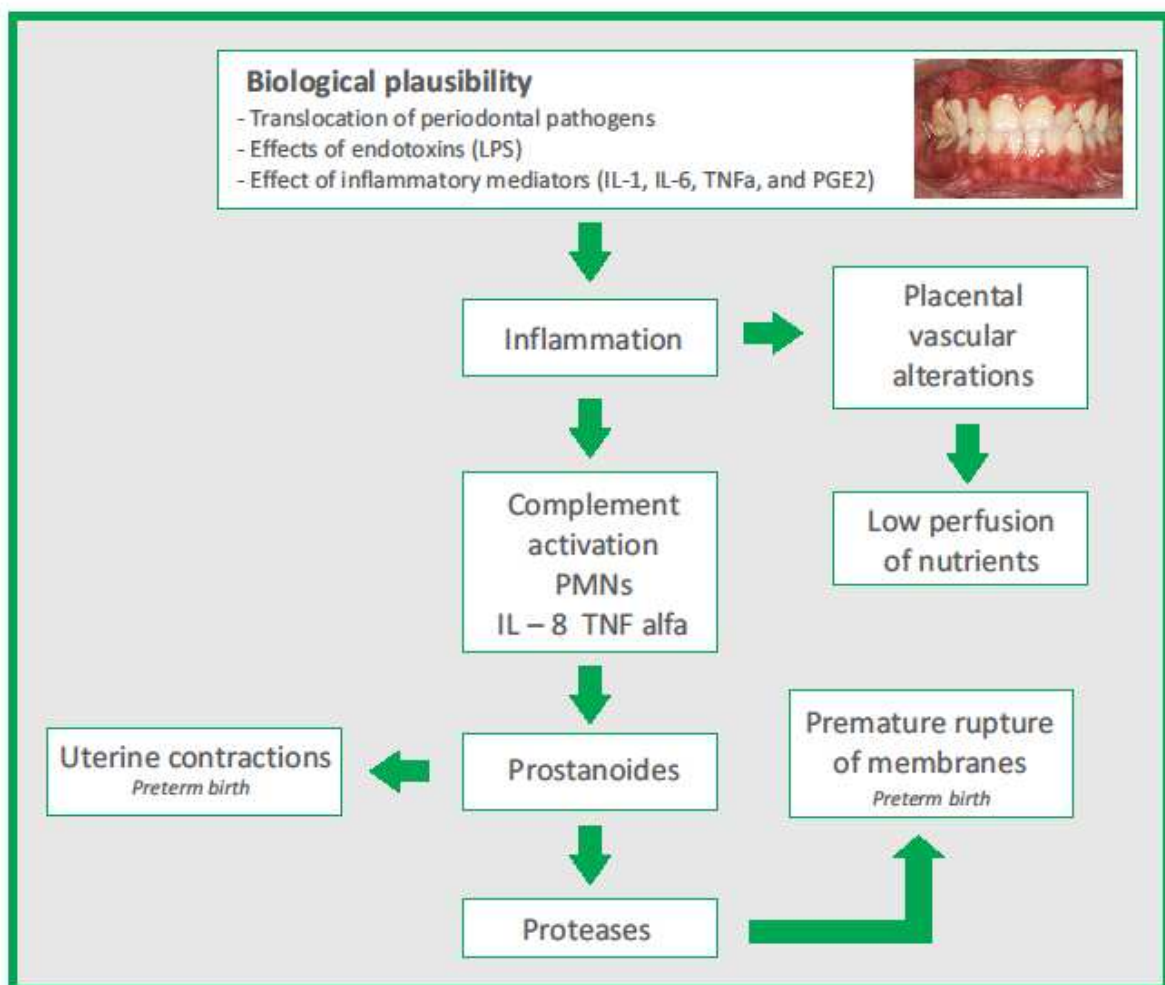 Biological plausibility
- Translocation of periodontal pathogens
- Effects of endotoxins (LPS)
- Effect of inflammatory mediators (IL-1, IL-6, TNFa, and PGE2)
Inflammation
Placental
vascular
alterations
Low perfusion
of nutrients
Complement
activation
PMNs
IL – 8 TNF alfa
Prostanoides
Uterine contractions
Preterm birth
Premature rupture
of membranes
Preterm birth
Proteases